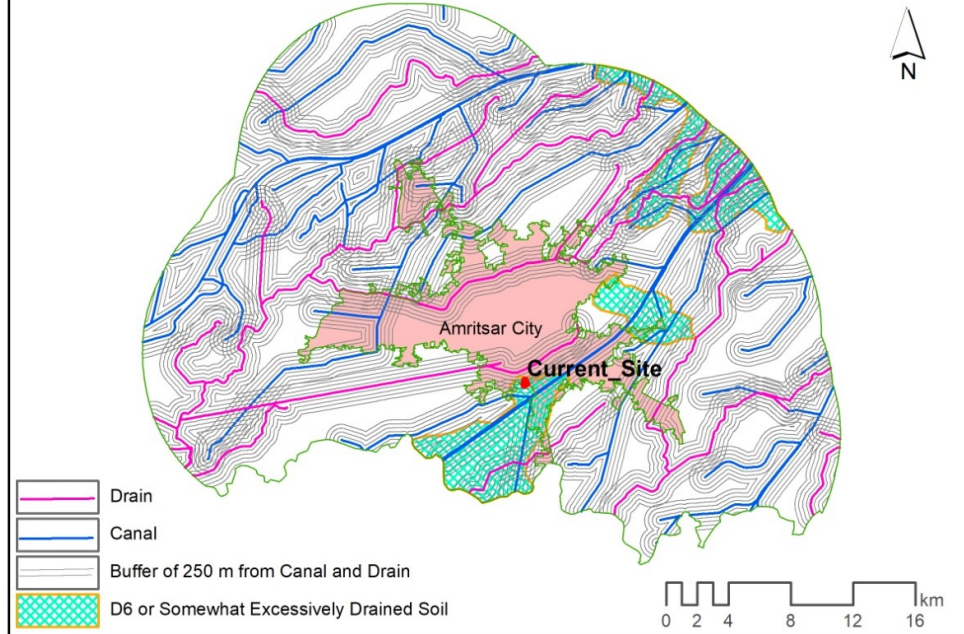 N
Amritsar City
Current_Site
Drain
Canal
Buffer of 250 m from Canal and Drain
D6 or Somewhat Excessively Drained Soil
km
0 2 4 8 12 16